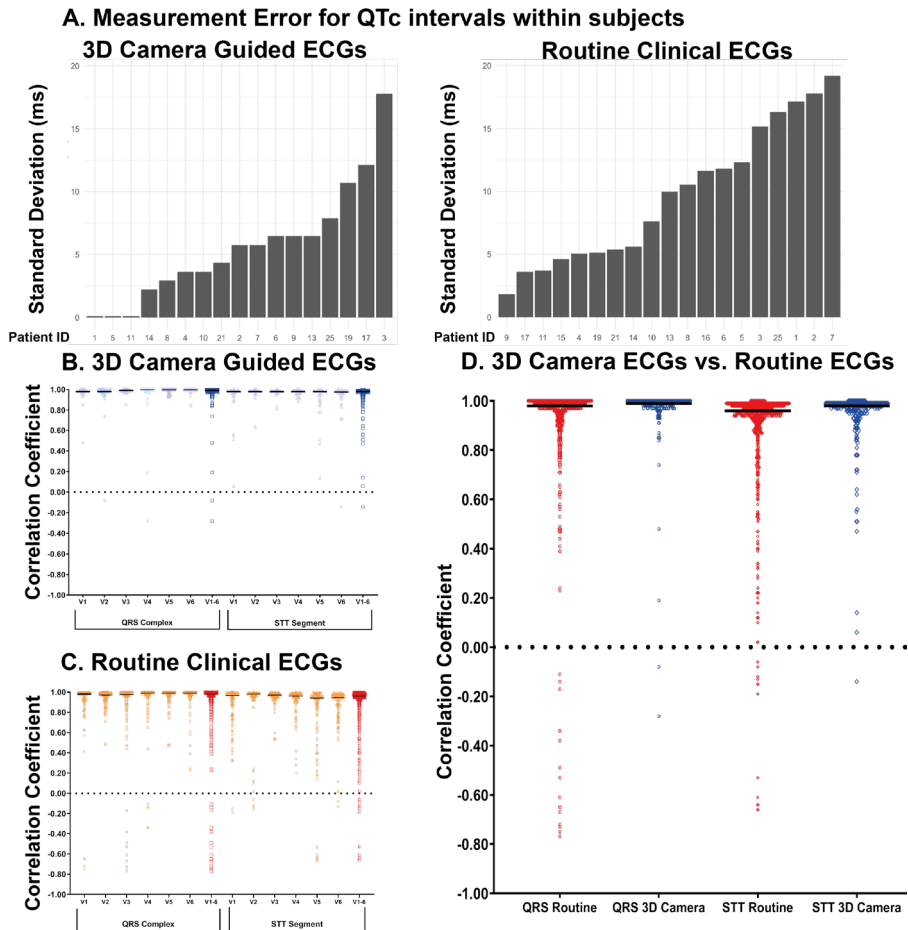 A. Measurement Error for QTc intervals within subjects
3D Camera Guided ECGs
Standard Deviation (ms)
20
15
10
5
0
Patient ID
1 5 11 14 8 4 10 21 2 7 6 9 13 25 19 17 3
Routine Clinical ECGs
Standard Deviation (ms)
20
15
10
5
0
Patient ID
9 17 11 15 4 19 21 14 10 13 8 16 6 5 3 25 1 2 7
B. 3D Camera Guided ECGs
Correlation Coefficient
1.00
0.80
0.60
0.40
0.20
0.00
-0.20
-0.40
-0.60
-0.80
-1.00
V1 V2 V3 V4 V5 V6 V1-6 V1 V2 V3 V4 V5 V6 V1-6
QRS Complex STT Segment
C. Routine Clinical ECGs
Correlation Coefficient
1.00
0.80
0.60
0.40
0.20
0.00
-0.20
-0.40
-0.60
-0.80
-1.00
V1 V2 V3 V4 V5 V6 V1-6 V1 V2 V3 V4 V5 V6 V1-6
QRS Complex STT Segment
D. 3D Camera ECGs vs. Routine ECGs
Correlation Coefficient
1.00
0.80
0.60
0.40
0.20
0.00
-0.20
-0.40
-0.60
-0.80
-1.00
QRS Routine QRS 3D Camera STT Routine STT 3D Camera